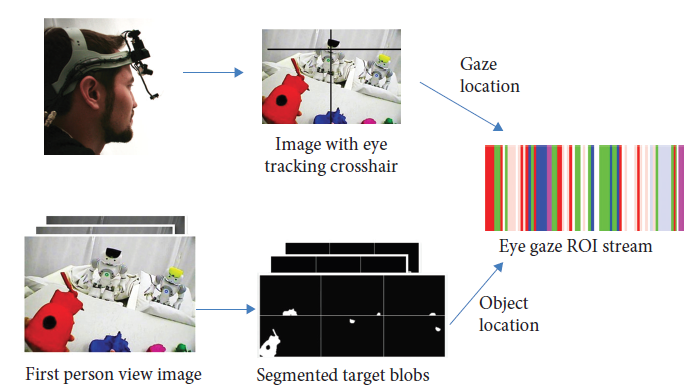 Gaze
location
Image with eye
tracking crosshair
Eye gaze ROI stream
Object
location
First person view image
Segmented target blobs